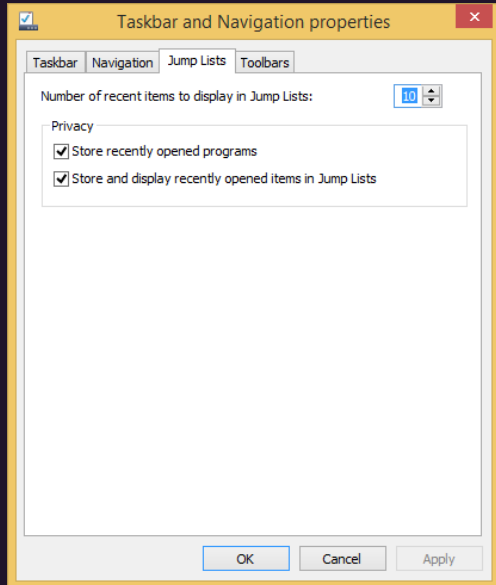 Taskbar and Navigation properties
Taskbar Navigation Jump Lists Toolbars
Number of recent items to display in Jump Lists: 10
Privacy
Store recently opened programs
Store and display recently opened items in Jump Lists
OK Cancel Apply